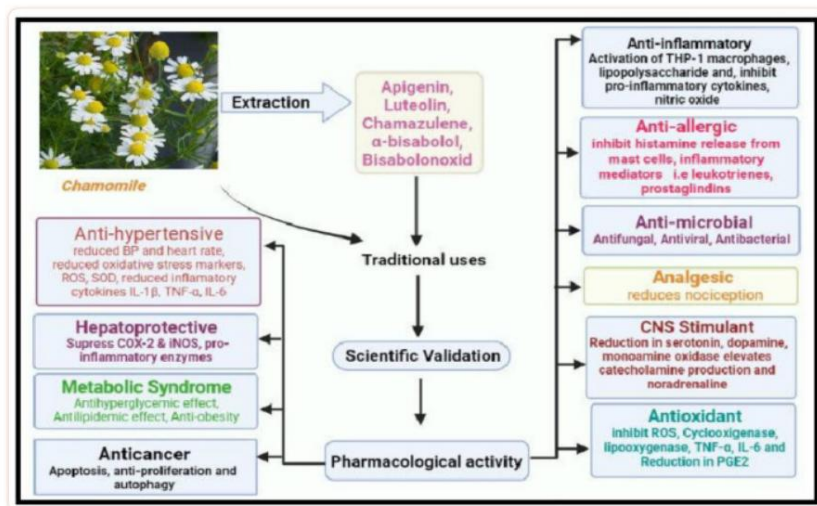 Chamomile
Extraction
Apigenin,
Luteolin,
Chamazulene,
α-bisabolol,
Bisabolonoxid
Traditional uses
Scientific Validation
Pharmacological activity
Anti-hypertensive
reduced BP and heart rate,
reduced oxidative stress markers,
ROS, SOD, reduced inflamatory
cytokines IL-1β, TNF-α, IL-6
Hepatoprotective
Supress COX-2 & iNOS, pro-
inflammatory enzymes
Metabolic Syndrome
Antihyperglycemic effect,
Antilipidemic effect, Anti-obesity
Anticancer
Apoptosis, anti-proliferation and
autophagy
Anti-inflammatory
Activation of THP-1 macrophages,
lipopolysaccharide and, inhibit
pro-inflammatory cytokines,
nitric oxide
Anti-allergic
inhibit histamine release from
mast cells, inflammatory
mediators i.e leukotrienes,
prostaglindins
Anti-microbial
Antifungal, Antiviral, Antibacterial
Analgesic
reduces nociception
CNS Stimulant
Reduction in serotonin, dopamine,
monoamine oxidase elevates
catecholamine production and
noradrenaline
Antioxidant
inhibit ROS, Cyclooxigenase,
lipooxygenase, TNF-α, IL-6 and
Reduction in PGE2